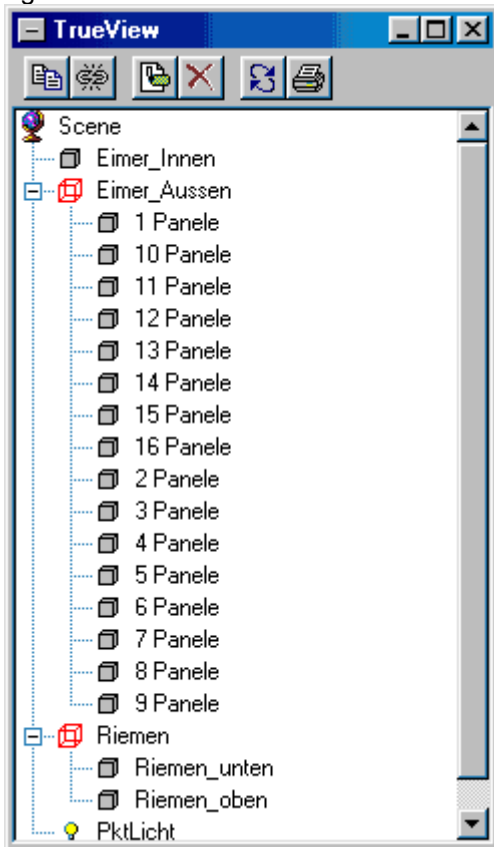 TrueView
Scene
Eimer_Innen
Eimer_Aussen
1 Panele
10 Panele
11 Panele
12 Panele
13 Panele
14 Panele
15 Panele
16 Panele
2 Panele
3 Panele
4 Panele
5 Panele
6 Panele
7 Panele
8 Panele
9 Panele
Riemen
Riemen_unten
Riemen_oben
PktLicht